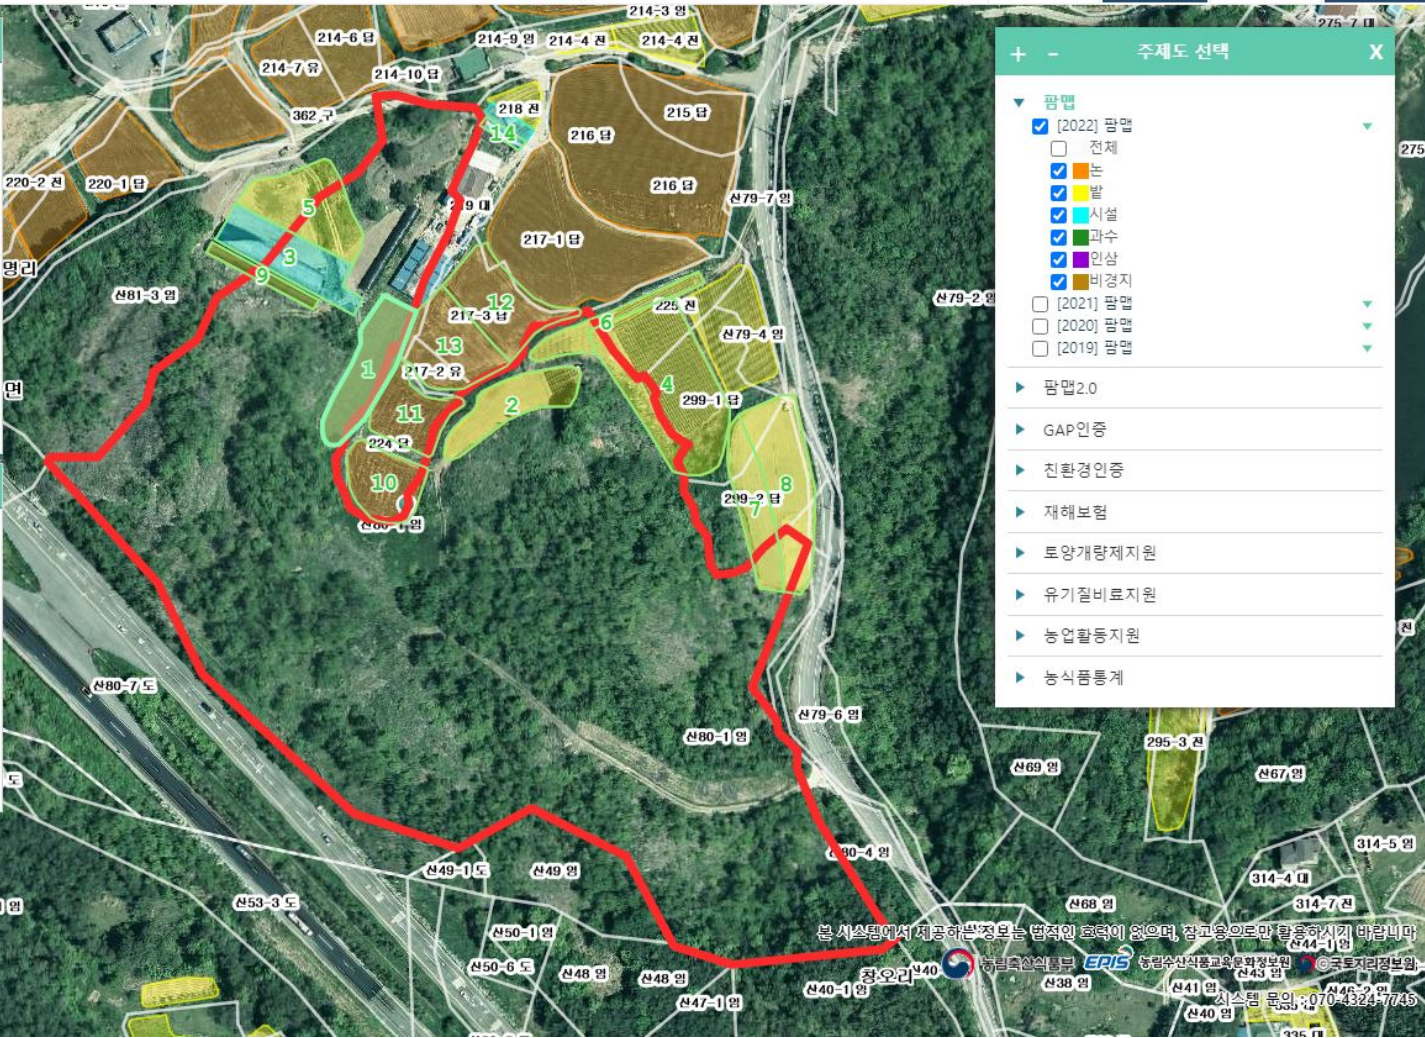 214-3 임
275-7 대
214-6 답
214-9 임
214-4 전
214-4 전
214-7 유
214-10 답
362 구
218 전
215 답
14
216 답
220-2 전
220-1 답
216 답
산79-7 임
5
217-1 답
3
9
산81-3 임
산79-2 임
12
225 전
217-3 답
6
산79-4 임
13
217-2 유
1
4
면
2
299-1 답
11
224 답
10
8
299-2 답
7
산80-7 도
산79-6 임
산80-1 임
295-3 전
산69 임
산67 임
도
314-5 임
산49-1 도
산49 임
314-4 대
산53-3 도
산68 임
314-7 전
산50-1 임
산50-6 도
산48 임
산48 임
산47-1 임
창오리
산40-1 임
산38 임
산41 임
산43 임
산44-1 임
산46-2 임
산40 임
335 대
+ - 주제도 선택 X
팜맵
[2022] 팜맵
전체
논
밭
시설
과수
인삼
비경지
[2021] 팜맵
[2020] 팜맵
[2019] 팜맵
팜맵2.0
GAP인증
친환경인증
재해보험
토양개량제지원
유기질비료지원
농업활동지원
농식품통계
본 시스템에서 제공하는 정보는 법적인 효력이 없으며, 참고용으로만 활용하시기 바랍니다
농림축산식품부 EPIS 농림수산식품교육문화정보원 ©국토지리정보원
시스템 문의 : 070-4324-7745